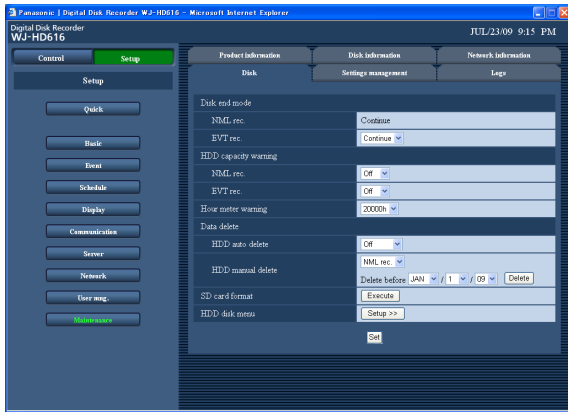 Panasonic | Digital Disk Recorder WJ-HD616 - Microsoft Internet Explorer
Digital Disk Recorder
WJ-HD616
JUL/23/09 9:15 PM
Control Setup
Setup
Quick
Basic
Event
Schedule
Display
Communication
Server
Network
User mng.
Maintenance
Product information Disk information Network information
Disk Settings management Logs
Disk end mode
NML rec. Continue
EVT rec. Continue
HDD capacity warning
NML rec. Off
EVT rec. Off
Hour meter warning 20000h
Data delete
HDD auto delete Off
HDD manual delete NML rec.
Delete before JAN / 1 / 09 Delete
SD card format Execute
HDD disk menu Setup >>
Set